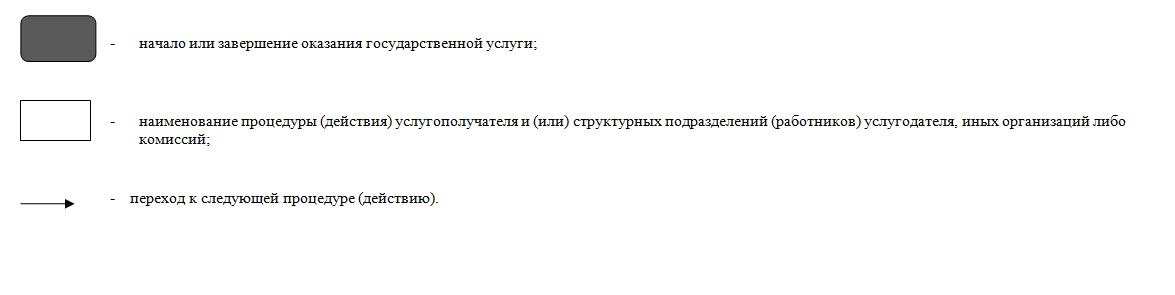 - начало или завершение оказания государственной услуги;
- наименование процедуры (действия) услугополучателя и (или) структурных подразделений (работников) услугодателя, иных организаций либо
комиссий;
- переход к следующей процедуре (действию).